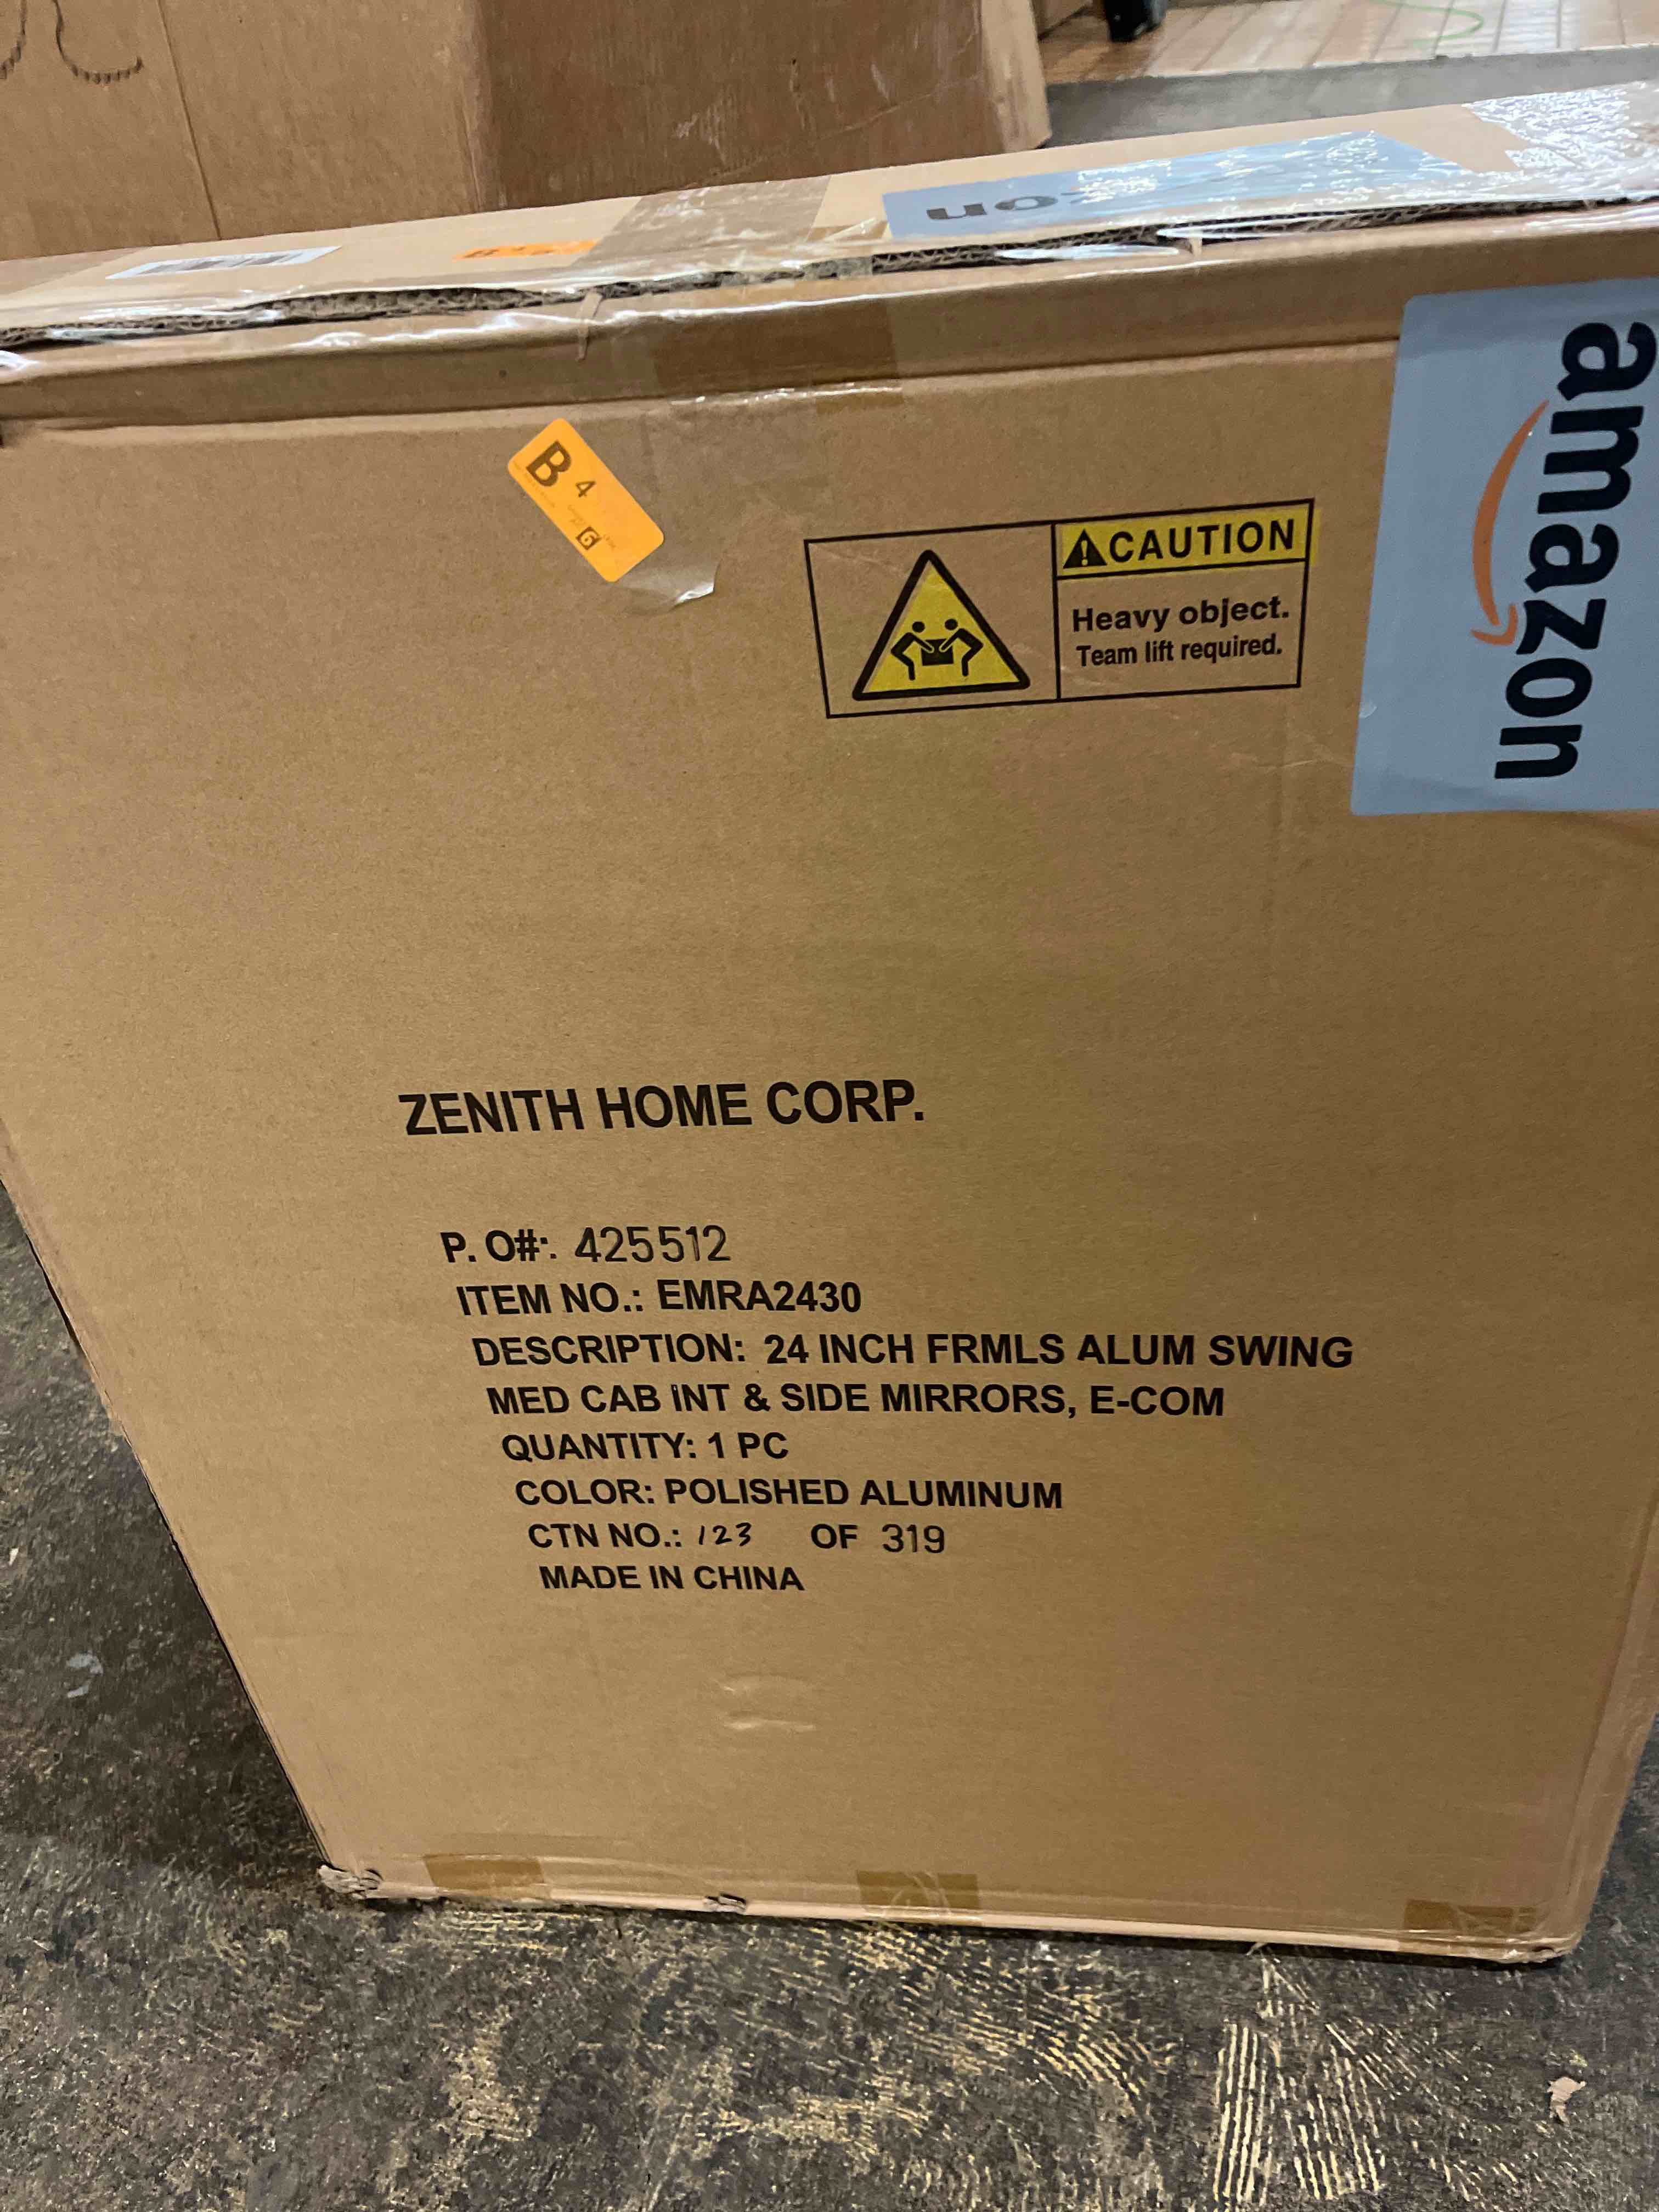 B 4
6
CAUTION
Heavy object.
Team lift required.
amazon
ZENITH HOME CORP.
P. O#: 425512
ITEM NO.: EMRA2430
DESCRIPTION: 24 INCH FRMLS ALUM SWING
MED CAB INT & SIDE MIRRORS, E-COM
QUANTITY: 1 PC
COLOR: POLISHED ALUMINUM
CTN NO.: 123 OF 319
MADE IN CHINA